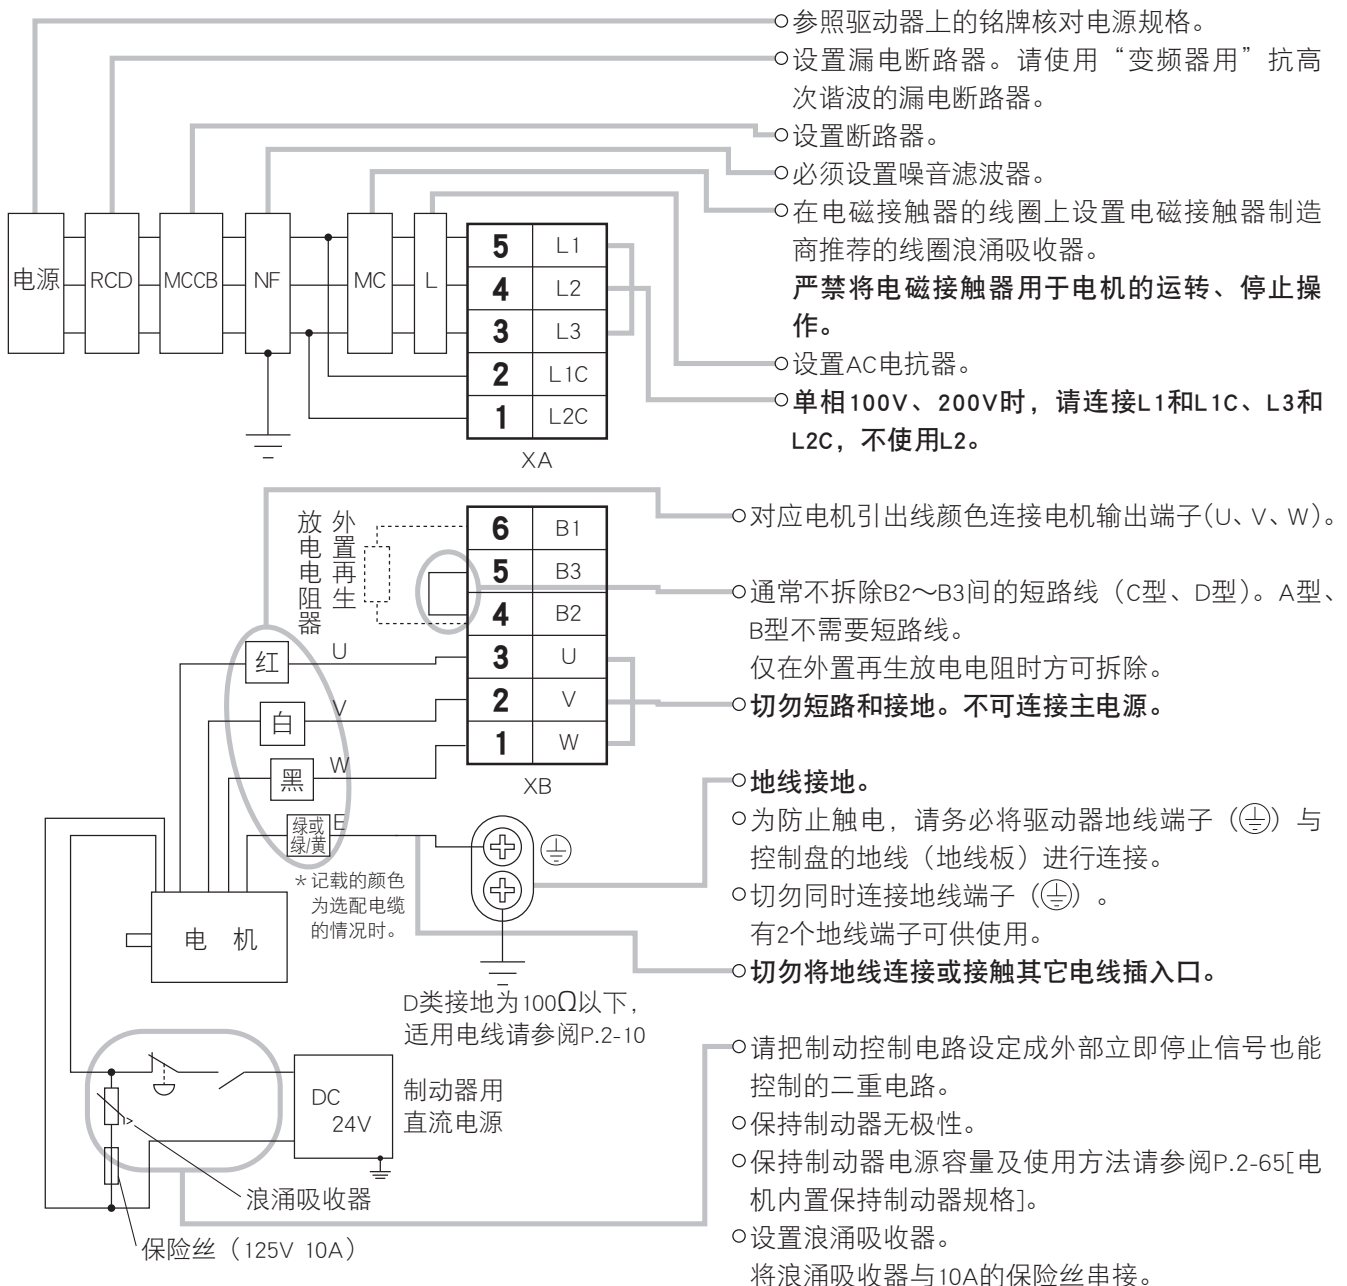 ○参照驱动器上的铭牌核对电源规格。
○设置漏电断路器。请使用“变频器用”抗高
次谐波的漏电断路器。
○设置断路器。
○必须设置噪音滤波器。
○在电磁接触器的线圈上设置电磁接触器制造
商推荐的线圈浪涌吸收器。
严禁将电磁接触器用于电机的运转、停止操
作。
○设置AC电抗器。
○单相100V、200V时，请连接L1和L1C、L3和
L2C，不使用L2。
电源
RCD
MCCB
NF
MC
L
5 L1
4 L2
3 L3
2 L1C
1 L2C
XA
外置再生
放电电阻器
6 B1
5 B3
4 B2
3 U
2 V
1 W
XB
红 U
白 V
黑 W
绿或
绿/黄
E
＊记载的颜色
为选配电缆
的情况时。
电 机
D类接地为100Ω以下，
适用电线请参阅P.2-10
DC
24V
制动器用
直流电源
浪涌吸收器
保险丝（125V 10A）
○对应电机引出线颜色连接电机输出端子(U、V、W)。
○通常不拆除B2～B3间的短路线（C型、D型）。A型、
B型不需要短路线。
仅在外置再生放电电阻时方可拆除。
○切勿短路和接地。不可连接主电源。
○地线接地。
○为防止触电，请务必将驱动器地线端子（⏚）与
控制盘的地线（地线板）进行连接。
○切勿同时连接地线端子（⏚）。
有2个地线端子可供使用。
○切勿将地线连接或接触其它电线插入口。
○请把制动控制电路设定成外部立即停止信号也能
控制的二重电路。
○保持制动器无极性。
○保持制动器电源容量及使用方法请参阅P.2-65[电
机内置保持制动器规格]。
○设置浪涌吸收器。
将浪涌吸收器与10A的保险丝串接。